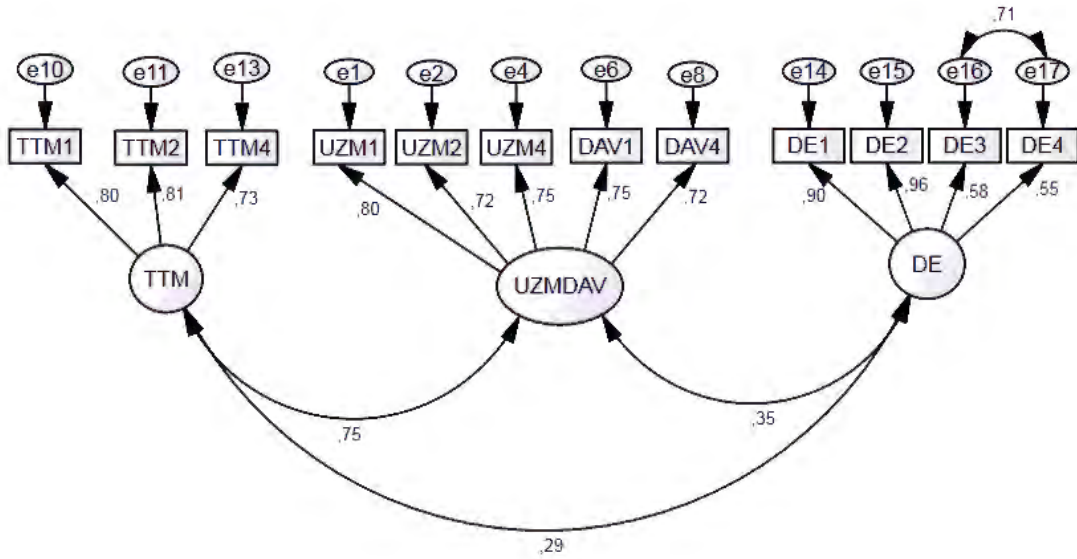 ,71
e10 e11 e13 e1 e2 e4 e6 e8 e14 e15 e16 e17
TTM1 TTM2 TTM4 UZM1 UZM2 UZM4 DAV1 DAV4 DE1 DE2 DE3 DE4
,80 ,81 ,73 ,80 ,72 ,75 ,75 ,72 ,90 ,96 ,58 ,55
TTM UZMDAV DE
,75 ,35
,29